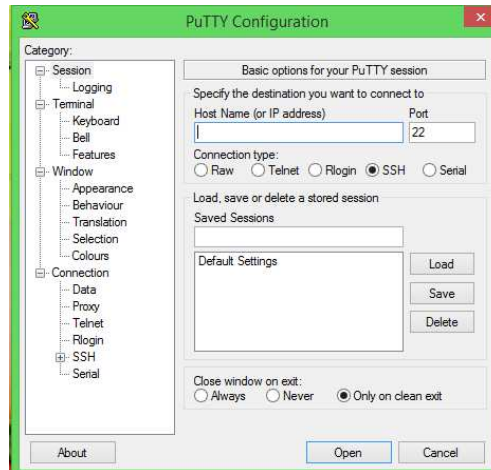 PuTTY Configuration
Category:
Session
Logging
Terminal
Keyboard
Bell
Features
Window
Appearance
Behaviour
Translation
Selection
Colours
Connection
Data
Proxy
Telnet
Rlogin
SSH
Serial
Basic options for your PuTTY session
Specify the destination you want to connect to
Host Name (or IP address) Port
22
Connection type:
Raw Telnet Rlogin SSH Serial
Load, save or delete a stored session
Saved Sessions
Default Settings
Load
Save
Delete
Close window on exit:
Always Never Only on clean exit
About Open Cancel